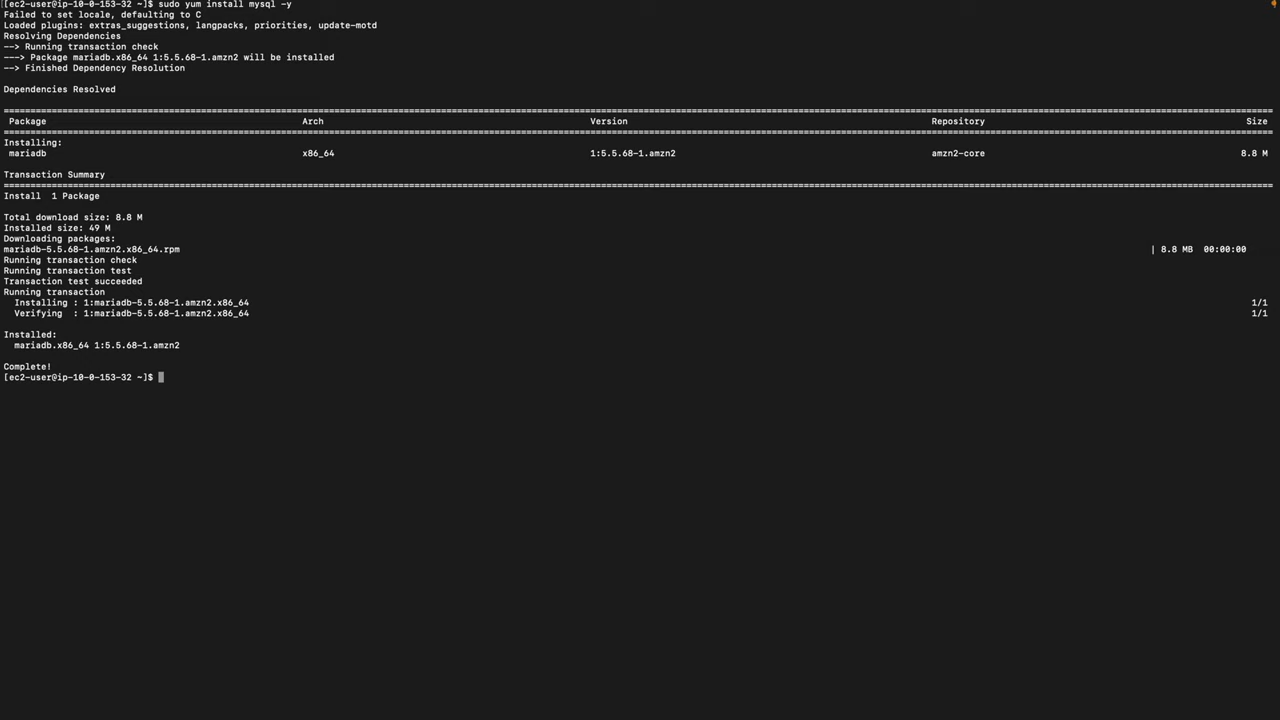 [ec2-user@ip-10-0-153-32 ~]$ sudo yum install mysql -y
Failed to set locale, defaulting to C
Loaded plugins: extras_suggestions, langpacks, priorities, update-motd
Resolving Dependencies
--> Running transaction check
---> Package mariadb.x86_64 1:5.5.68-1.amzn2 will be installed
--> Finished Dependency Resolution
Dependencies Resolved
Package Arch Version Repository Size
Installing:
mariadb x86_64 1:5.5.68-1.amzn2 amzn2-core 8.8 M
Transaction Summary
Install 1 Package
Total download size: 8.8 M
Installed size: 49 M
Downloading packages:
mariadb-5.5.68-1.amzn2.x86_64.rpm | 8.8 MB 00:00:00
Running transaction check
Running transaction test
Transaction test succeeded
Running transaction
Installing : 1:mariadb-5.5.68-1.amzn2.x86_64 1/1
Verifying : 1:mariadb-5.5.68-1.amzn2.x86_64 1/1
Installed:
mariadb.x86_64 1:5.5.68-1.amzn2
Complete!
[ec2-user@ip-10-0-153-32 ~]$